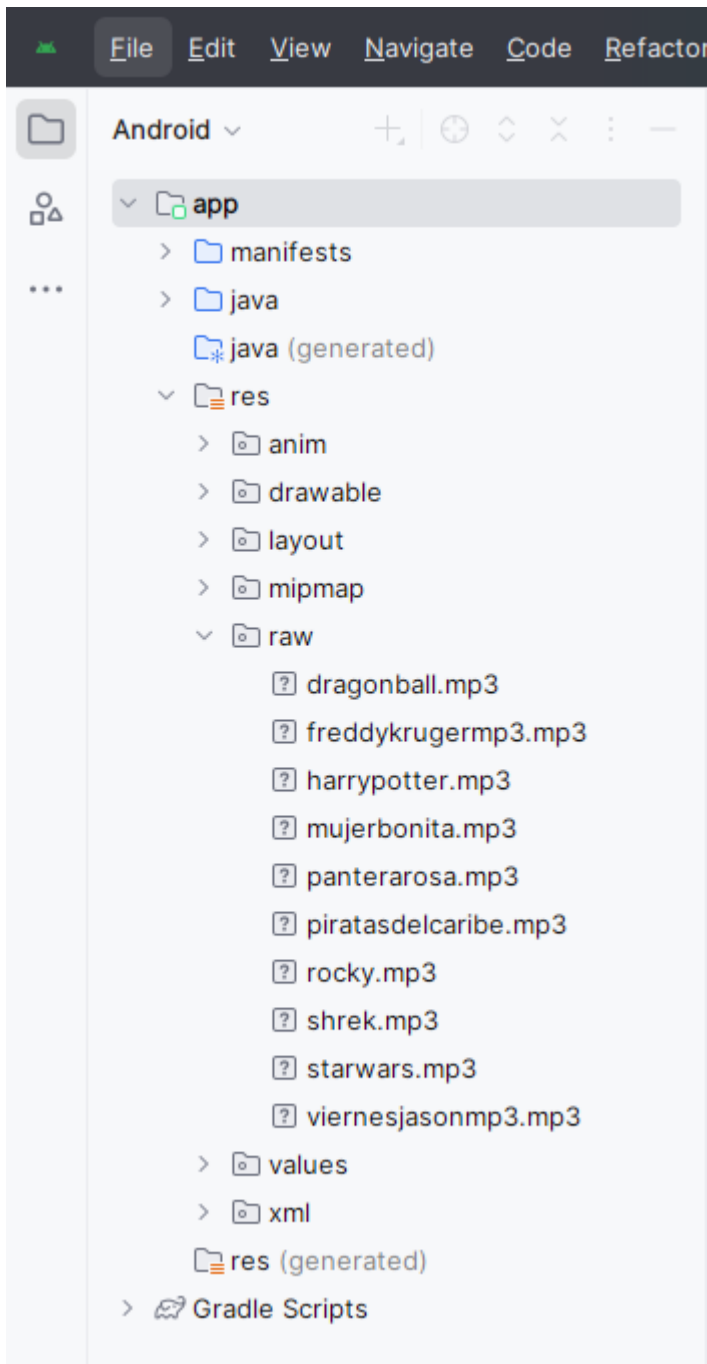 File Edit View Navigate Code Refactor
Android
app
manifests
java
java (generated)
res
anim
drawable
layout
mipmap
raw
dragonball.mp3
freddykrugermp3.mp3
harrypotter.mp3
mujerbonita.mp3
panterarosa.mp3
piratasdelcaribe.mp3
rocky.mp3
shrek.mp3
starwars.mp3
viernesjasonmp3.mp3
values
xml
res (generated)
Gradle Scripts